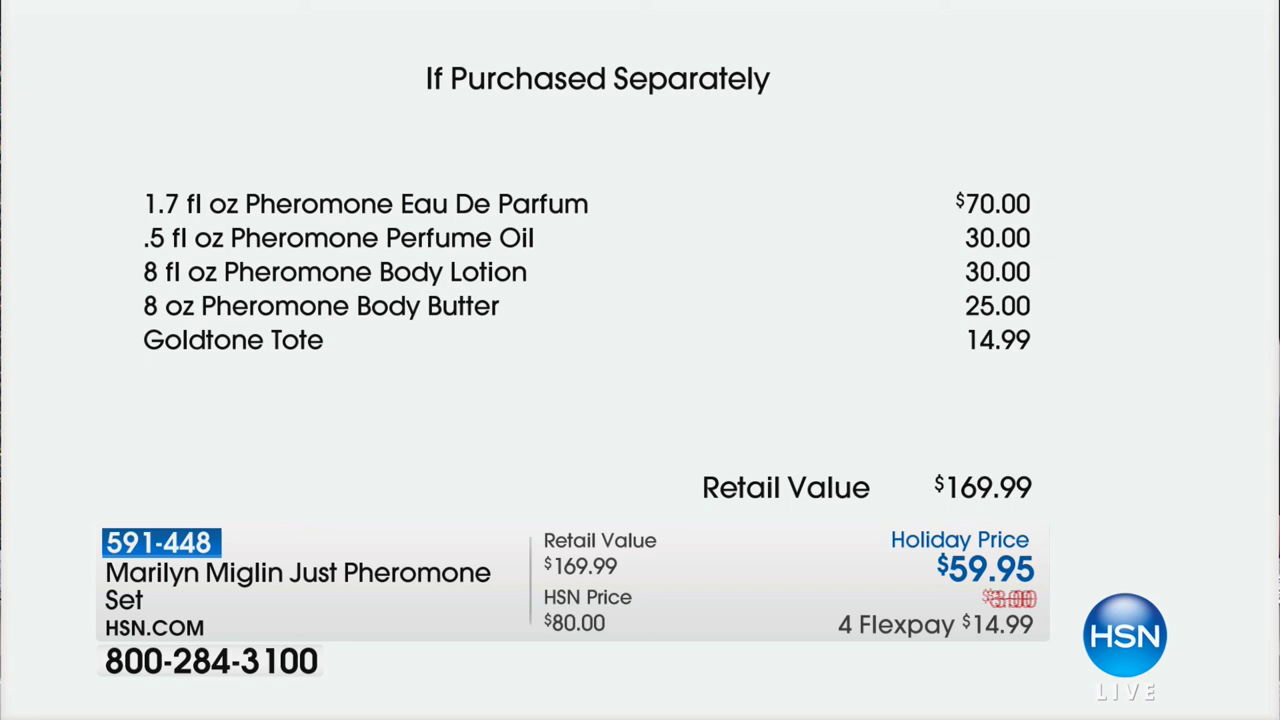 If Purchased Separately
1.7 fl oz Pheromone Eau De Parfum $70.00
.5 fl oz Pheromone Perfume Oil 30.00
8 fl oz Pheromone Body Lotion 30.00
8 oz Pheromone Body Butter 25.00
Goldtone Tote 14.99
Retail Value $169.99
591-448
Marilyn Miglin Just Pheromone
Set
HSN.COM
800-284-3100
Retail Value
$169.99
HSN Price
$80.00
Holiday Price
$59.95
4 Flexpay $14.99
HSN
LIVE